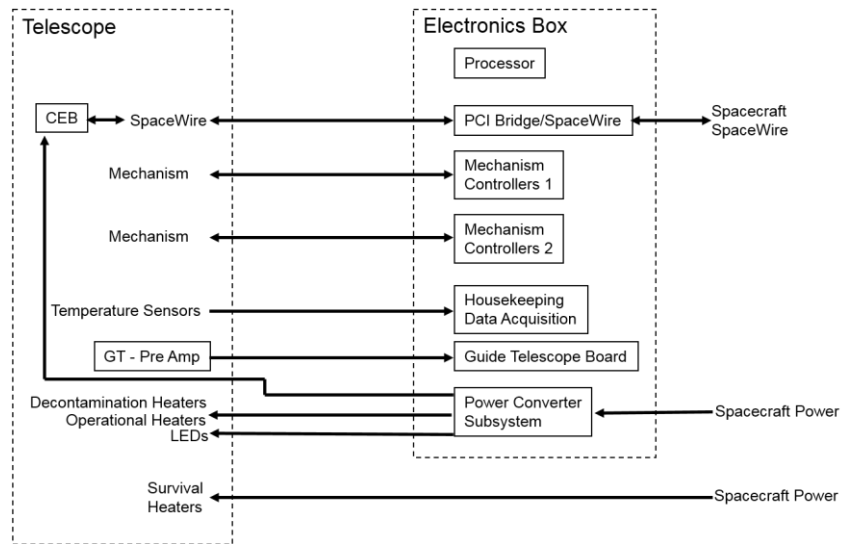 Telescope
Electronics Box
Processor
CEB
SpaceWire
PCI Bridge/SpaceWire
Spacecraft
SpaceWire
Mechanism
Mechanism
Controllers 1
Mechanism
Mechanism
Controllers 2
Temperature Sensors
Housekeeping
Data Acquisition
GT - Pre Amp
Guide Telescope Board
Decontamination Heaters
Operational Heaters
LEDs
Power Converter
Subsystem
Spacecraft Power
Survival
Heaters
Spacecraft Power